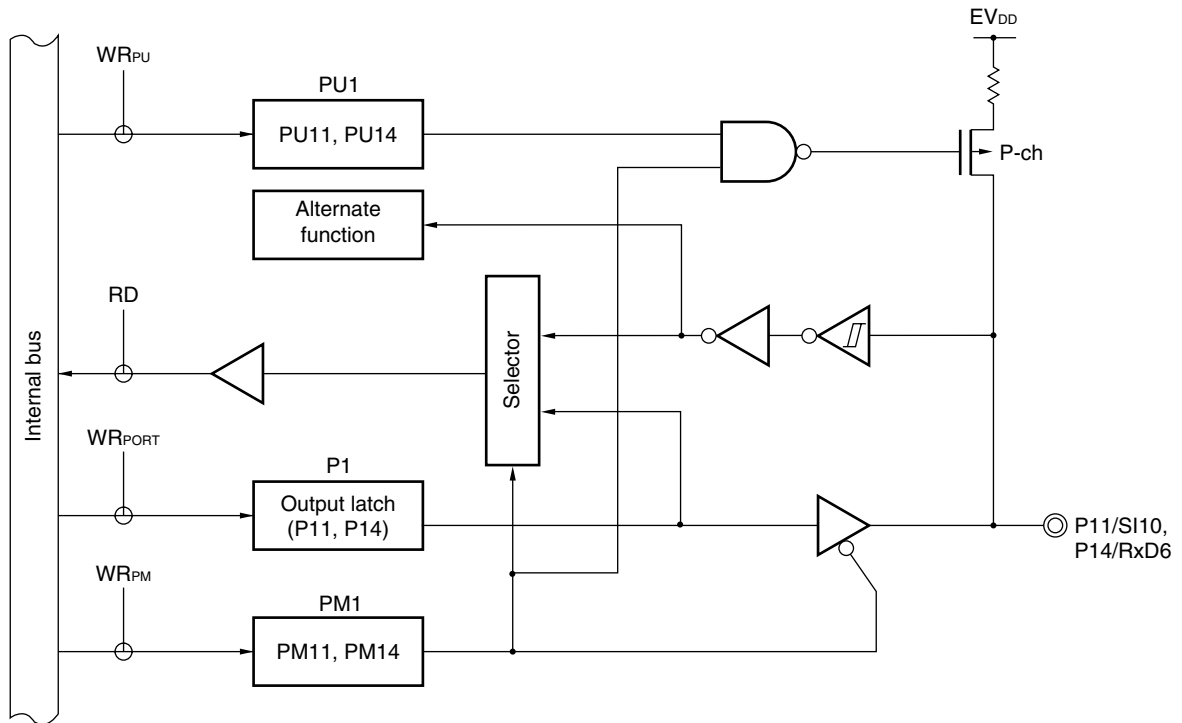 EVDD
WRPU
PU1
PU11, PU14
P-ch
Alternate
function
RD
Selector
Internal bus
WRPORT
P1
Output latch
(P11, P14)
P11/SI10,
P14/RxD6
WRPM
PM1
PM11, PM14